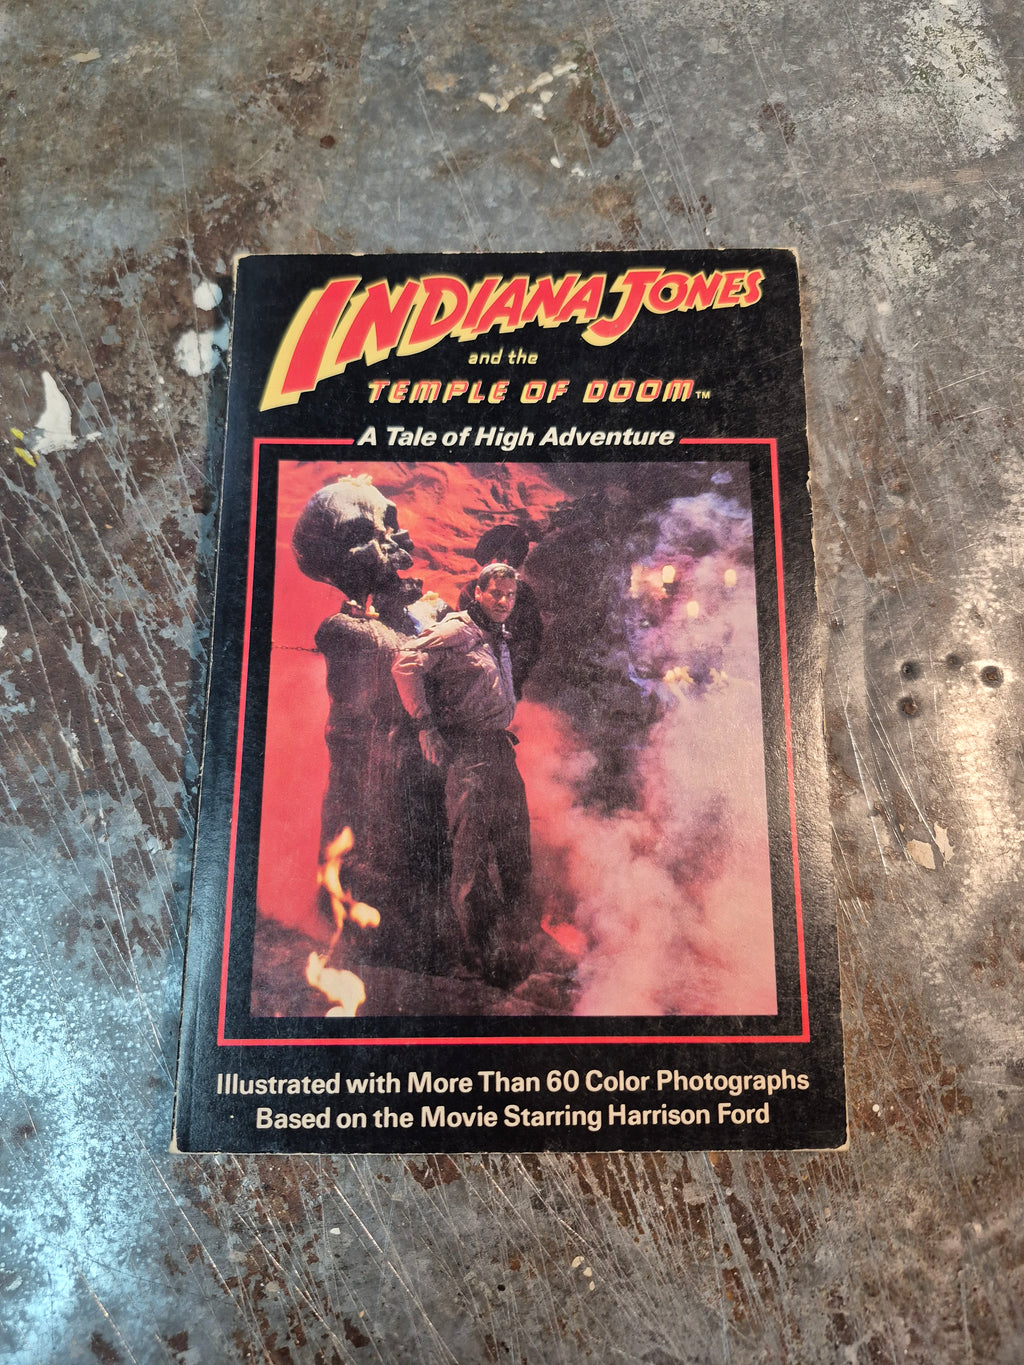 INDIANA JONES
and the
TEMPLE OF DOOM™
A Tale of High Adventure
Illustrated with More Than 60 Color Photographs
Based on the Movie Starring Harrison Ford